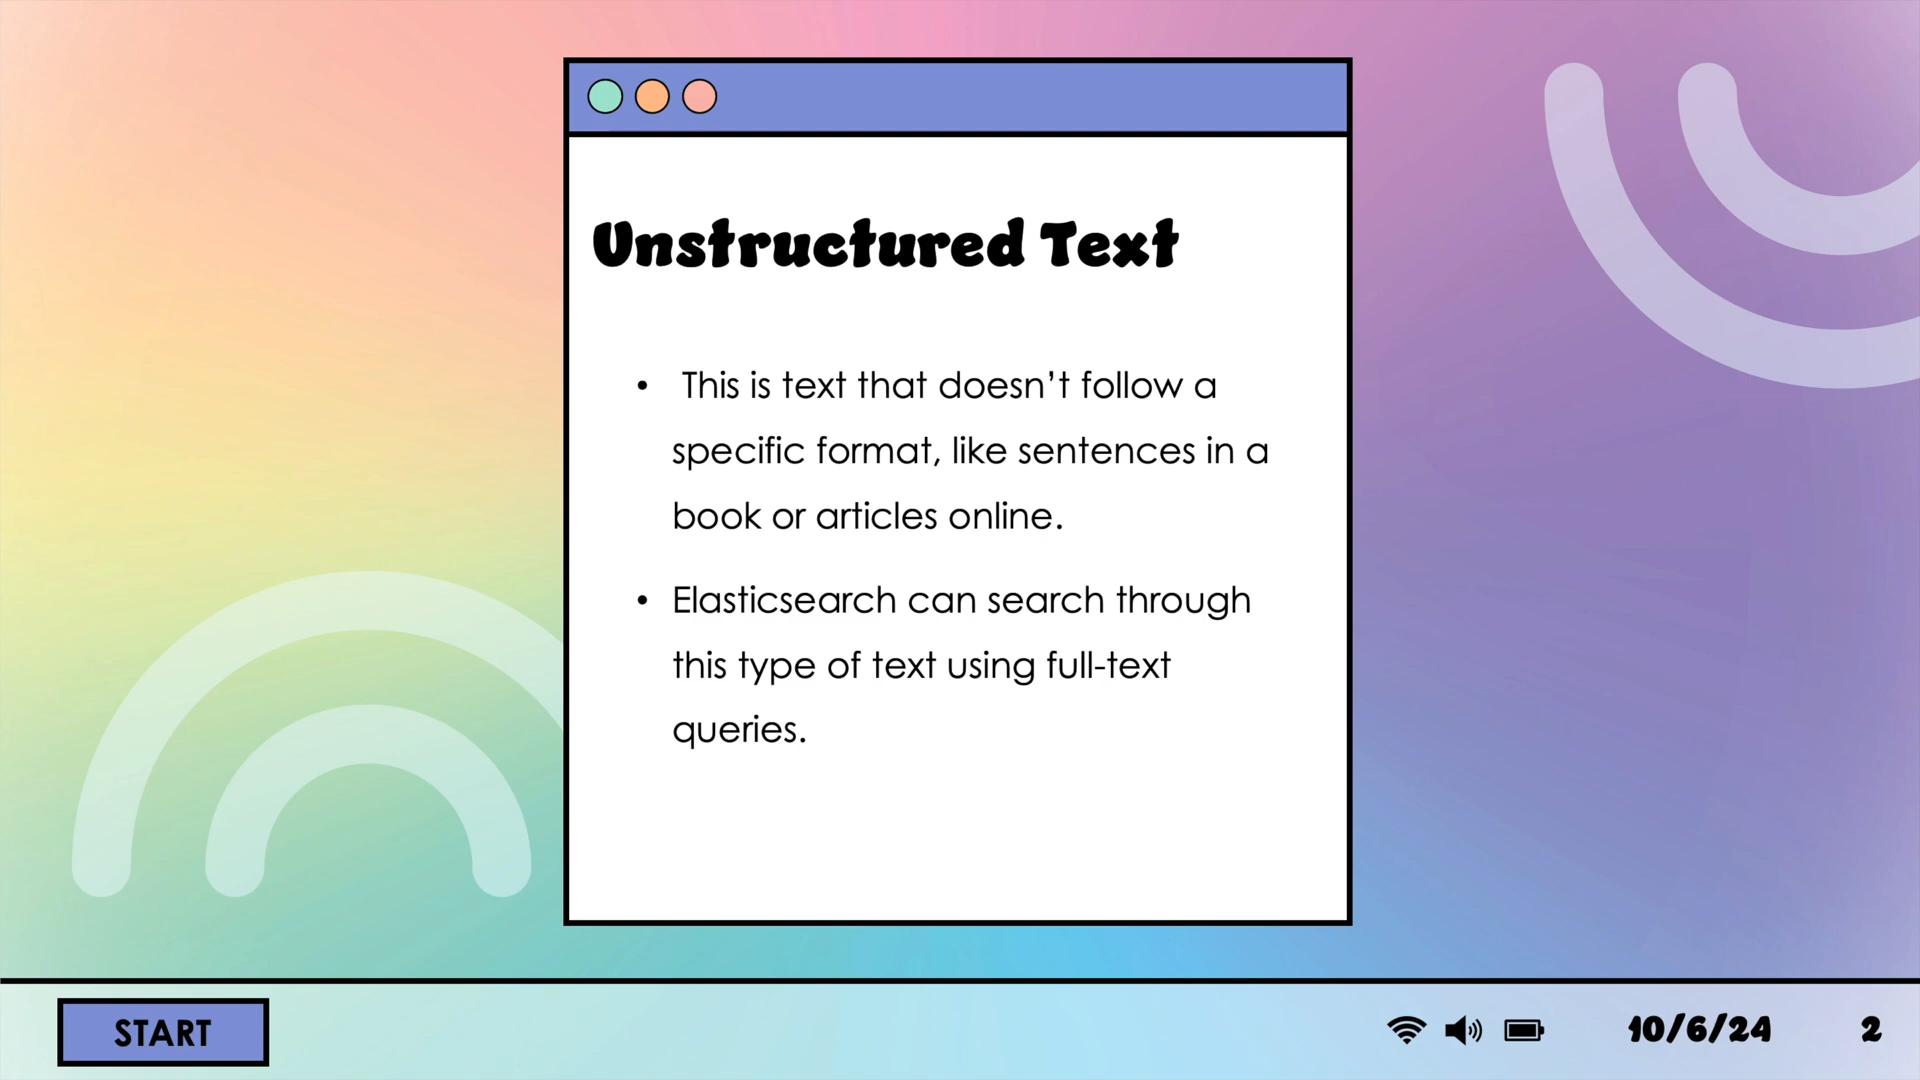 Unstructured Text
• This is text that doesn’t follow a
specific format, like sentences in a
book or articles online.
• Elasticsearch can search through
this type of text using full-text
queries.
START
10/6/24
2